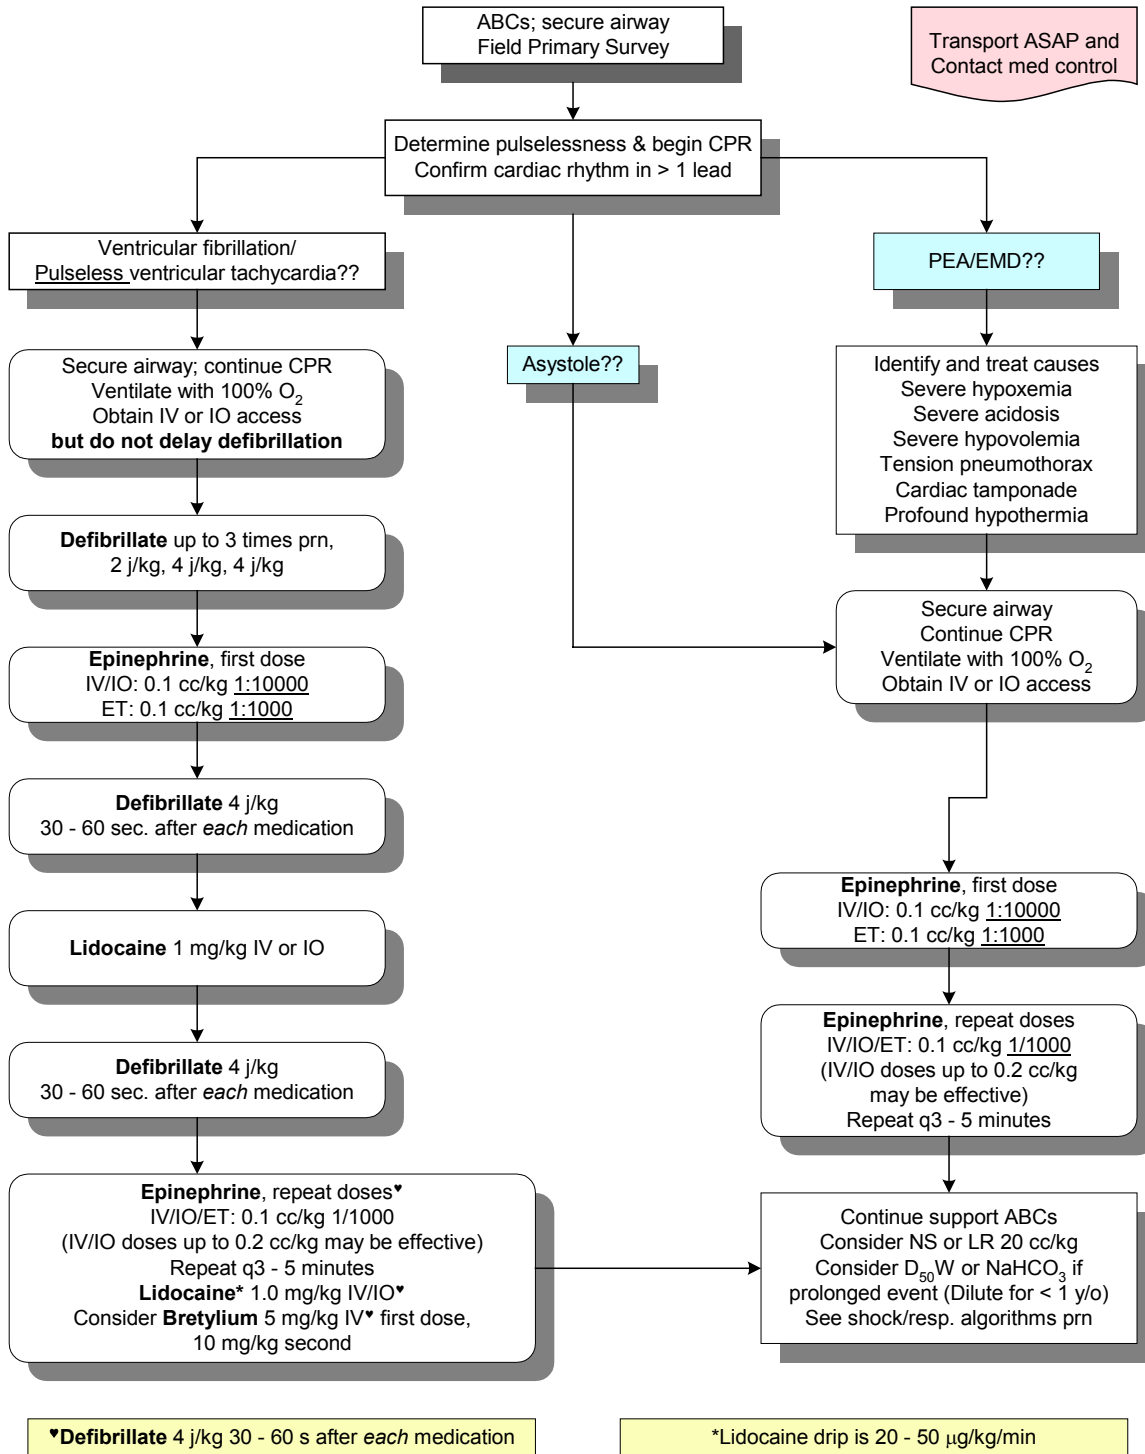 ABCs; secure airway
Field Primary Survey
Transport ASAP and
Contact med control
Determine pulselessness & begin CPR
Confirm cardiac rhythm in > 1 lead
Ventricular fibrillation/
Pulseless ventricular tachycardia??
PEA/EMD??
Asystole??
Secure airway; continue CPR
Ventilate with 100% O₂
Obtain IV or IO access
but do not delay defibrillation
Identify and treat causes
Severe hypoxemia
Severe acidosis
Severe hypovolemia
Tension pneumothorax
Cardiac tamponade
Profound hypothermia
Defibrillate up to 3 times prn,
2 j/kg, 4 j/kg, 4 j/kg
Secure airway
Continue CPR
Ventilate with 100% O₂
Obtain IV or IO access
Epinephrine, first dose
IV/IO: 0.1 cc/kg 1:10000
ET: 0.1 cc/kg 1:1000
Defibrillate 4 j/kg
30 - 60 sec. after each medication
Lidocaine 1 mg/kg IV or IO
Epinephrine, first dose
IV/IO: 0.1 cc/kg 1:10000
ET: 0.1 cc/kg 1:1000
Defibrillate 4 j/kg
30 - 60 sec. after each medication
Epinephrine, repeat doses
IV/IO/ET: 0.1 cc/kg 1/1000
(IV/IO doses up to 0.2 cc/kg
may be effective)
Repeat q3 - 5 minutes
Epinephrine, repeat doses♥
IV/IO/ET: 0.1 cc/kg 1/1000
(IV/IO doses up to 0.2 cc/kg may be effective)
Repeat q3 - 5 minutes
Lidocaine* 1.0 mg/kg IV/IO♥
Consider Bretylium 5 mg/kg IV♥ first dose,
10 mg/kg second
Continue support ABCs
Consider NS or LR 20 cc/kg
Consider D₅₀W or NaHCO₃ if
prolonged event (Dilute for < 1 y/o)
See shock/resp. algorithms prn
♥Defibrillate 4 j/kg 30 - 60 s after each medication
*Lidocaine drip is 20 - 50 μg/kg/min